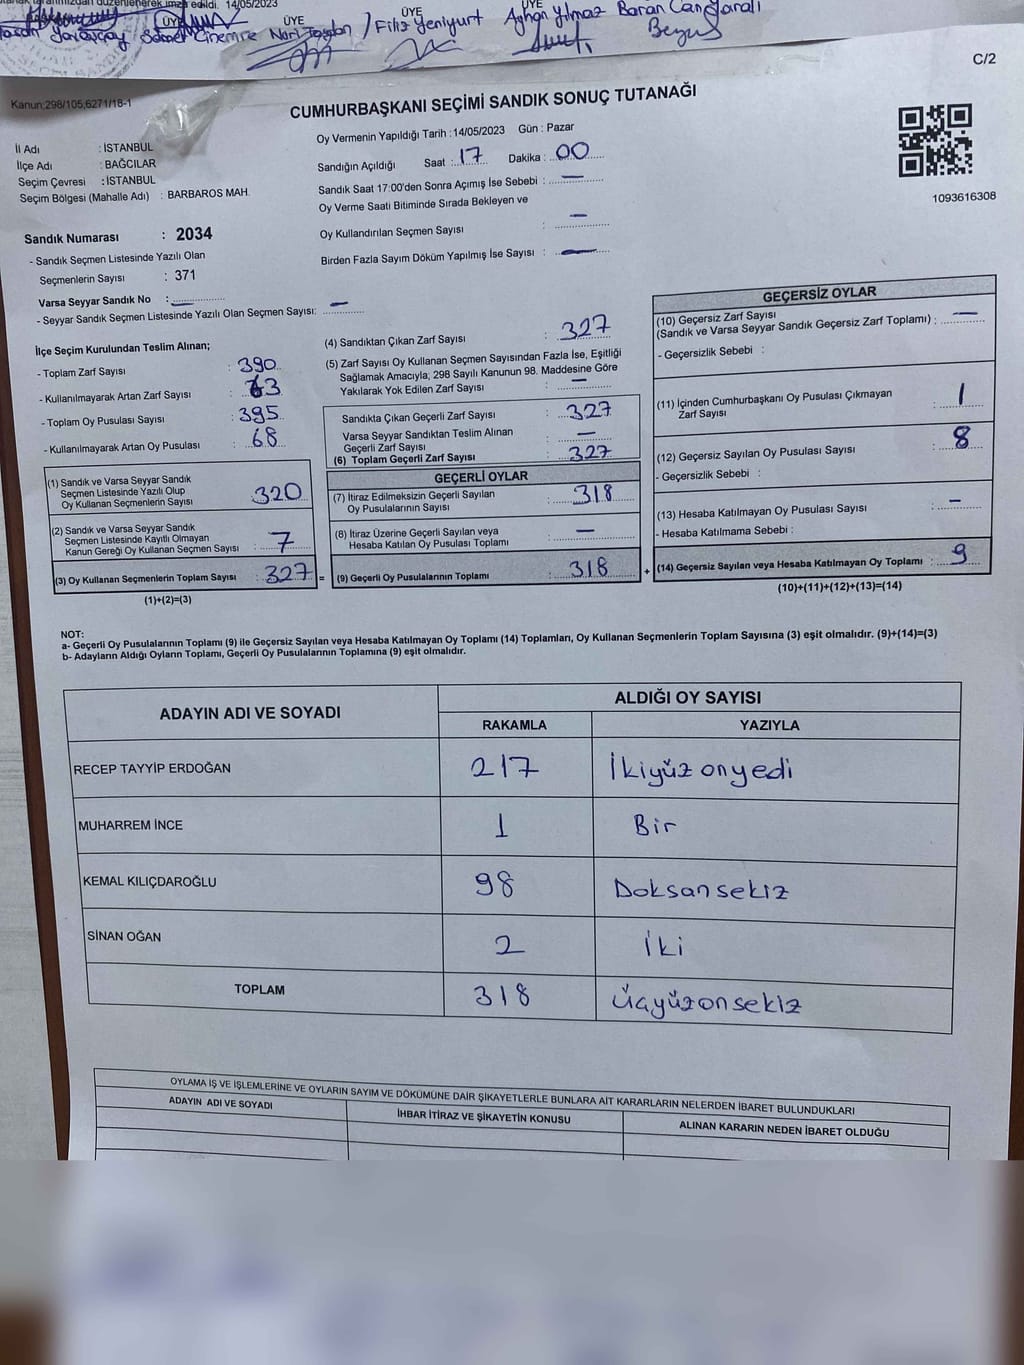 tarafımızdan düzenlenerek imza edildi. 14/05/2023
ÜYE ÜYE ÜYE ÜYE
Filiz Yeniyurt Ayhan Yılmaz Baran Can
C/2
Kanun:298/105,6271/18-1
CUMHURBAŞKANI SEÇİMİ SANDIK SONUÇ TUTANAĞI
İl Adı : İSTANBUL
İlçe Adı : BAĞCILAR
Seçim Çevresi : İSTANBUL
Seçim Bölgesi (Mahalle Adı) : BARBAROS MAH.
Oy Vermenin Yapıldığı Tarih : 14/05/2023 Gün : Pazar
Sandığın Açıldığı Saat : 17 Dakika : 00
Sandık Saat 17:00'den Sonra Açımış İse Sebebi : —
Oy Verme Saati Bitiminde Sırada Bekleyen ve
Oy Kullandırılan Seçmen Sayısı : —
Birden Fazla Sayım Döküm Yapılmış İse Sayısı : —
1093616308
Sandık Numarası : 2034
- Sandık Seçmen Listesinde Yazılı Olan
Seçmenlerin Sayısı : 371
Varsa Seyyar Sandık No : —
- Seyyar Sandık Seçmen Listesinde Yazılı Olan Seçmen Sayısı: —
İlçe Seçim Kurulundan Teslim Alınan;
- Toplam Zarf Sayısı : 390
- Kullanılmayarak Artan Zarf Sayısı : 63
- Toplam Oy Pusulası Sayısı : 395
- Kullanılmayarak Artan Oy Pusulası : 68
(1) Sandık ve Varsa Seyyar Sandık
Seçmen Listesinde Yazılı Olup
Oy Kullanan Seçmenlerin Sayısı : 320
(2) Sandık ve Varsa Seyyar Sandık
Seçmen Listesinde Kayıtlı Olmayan
Kanun Gereği Oy Kullanan Seçmen Sayısı : 7
(3) Oy Kullanan Seçmenlerin Toplam Sayısı : 327 =
(1)+(2)=(3)
(4) Sandıktan Çıkan Zarf Sayısı : 327
(5) Zarf Sayısı Oy Kullanan Seçmen Sayısından Fazla İse, Eşitliği
Sağlamak Amacıyla; 298 Sayılı Kanunun 98. Maddesine Göre
Yakılarak Yok Edilen Zarf Sayısı : —
Sandıkta Çıkan Geçerli Zarf Sayısı : 327
Varsa Seyyar Sandıktan Teslim Alınan
Geçerli Zarf Sayısı : —
(6) Toplam Geçerli Zarf Sayısı : 327
GEÇERLİ OYLAR
(7) İtiraz Edilmeksizin Geçerli Sayılan
Oy Pusulalarının Sayısı : 318
(8) İtiraz Üzerine Geçerli Sayılan veya
Hesaba Katılan Oy Pusulası Toplamı : —
(9) Geçerli Oy Pusulalarının Toplamı : 318 +
GEÇERSİZ OYLAR
(10) Geçersiz Zarf Sayısı
(Sandık ve Varsa Seyyar Sandık Geçersiz Zarf Toplamı) : —
- Geçersizlik Sebebi :
(11) İçinden Cumhurbaşkanı Oy Pusulası Çıkmayan
Zarf Sayısı : 1
(12) Geçersiz Sayılan Oy Pusulası Sayısı : 8
- Geçersizlik Sebebi :
(13) Hesaba Katılmayan Oy Pusulası Sayısı : —
- Hesaba Katılmama Sebebi :
(14) Geçersiz Sayılan veya Hesaba Katılmayan Oy Toplamı : 9
(10)+(11)+(12)+(13)=(14)
NOT:
a- Geçerli Oy Pusulalarının Toplamı (9) ile Geçersiz Sayılan veya Hesaba Katılmayan Oy Toplamı (14) Toplamları, Oy Kullanan Seçmenlerin Toplam Sayısına (3) eşit olmalıdır. (9)+(14)=(3)
b- Adayların Aldığı Oyların Toplamı, Geçerli Oy Pusulalarının Toplamına (9) eşit olmalıdır.
ADAYIN ADI VE SOYADI ALDIĞI OY SAYISI
RAKAMLA YAZIYLA
RECEP TAYYİP ERDOĞAN 217 İkiyüzonyedi
MUHARREM İNCE 1 Bir
KEMAL KILIÇDAROĞLU 98 Doksansekiz
SİNAN OĞAN 2 İki
TOPLAM 318 Üçyüzonsekiz
OYLAMA İŞ VE İŞLEMLERİNE VE OYLARIN SAYIM VE DÖKÜMÜNE DAİR ŞİKAYETLERLE BUNLARA AİT KARARLARIN NELERDEN İBARET BULUNDUKLARI
ADAYIN ADI VE SOYADI İHBAR İTİRAZ VE ŞİKAYETİN KONUSU ALINAN KARARIN NEDEN İBARET OLDUĞU